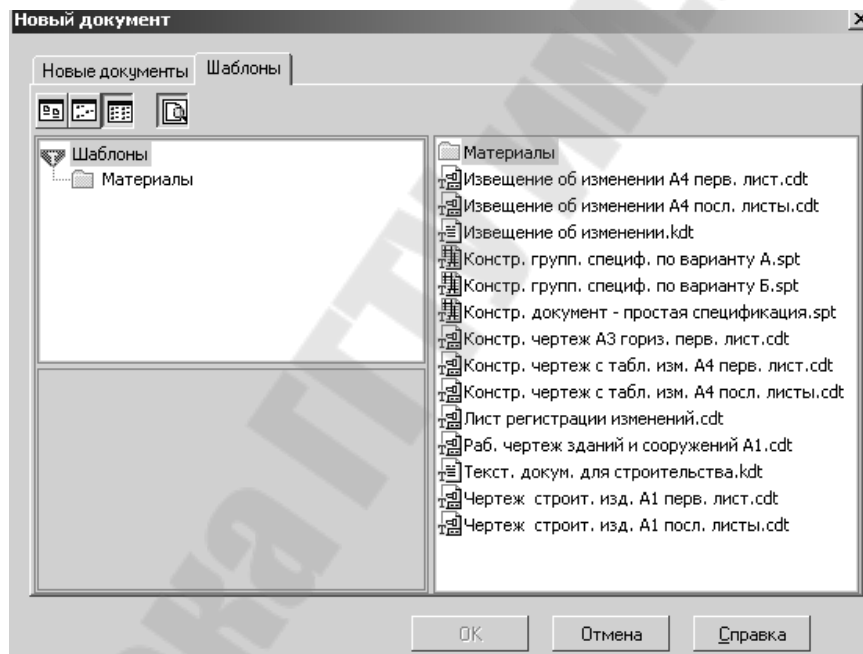 Новый документ
Новые документы
Шаблоны
Шаблоны
Материалы
Материалы
Извещение об изменении А4 перв. лист.cdt
Извещение об изменении А4 посл. листы.cdt
Извещение об изменении.kdt
Констр. групп. специф. по варианту А.spt
Констр. групп. специф. по варианту Б.spt
Констр. документ - простая спецификация.spt
Констр. чертеж А3 гориз. перв. лист.cdt
Констр. чертеж с табл. изм. А4 перв. лист.cdt
Констр. чертеж с табл. изм. А4 посл. листы.cdt
Лист регистрации изменений.cdt
Раб. чертеж зданий и сооружений А1.cdt
Текст. докум. для строительства.kdt
Чертеж строит. изд. А1 перв. лист.cdt
Чертеж строит. изд. А1 посл. листы.cdt
OK
Отмена
Справка